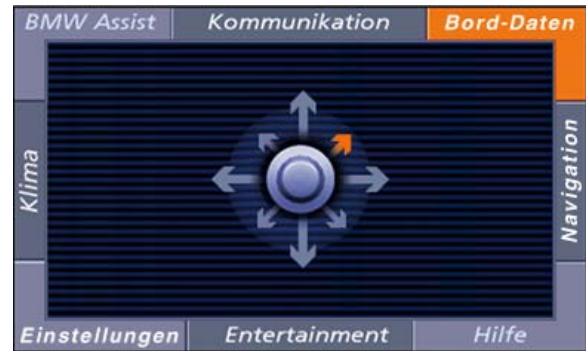 BMW Assist
Kommunikation
Bord-Daten
Klima
Navigation
Einstellungen
Entertainment
Hilfe